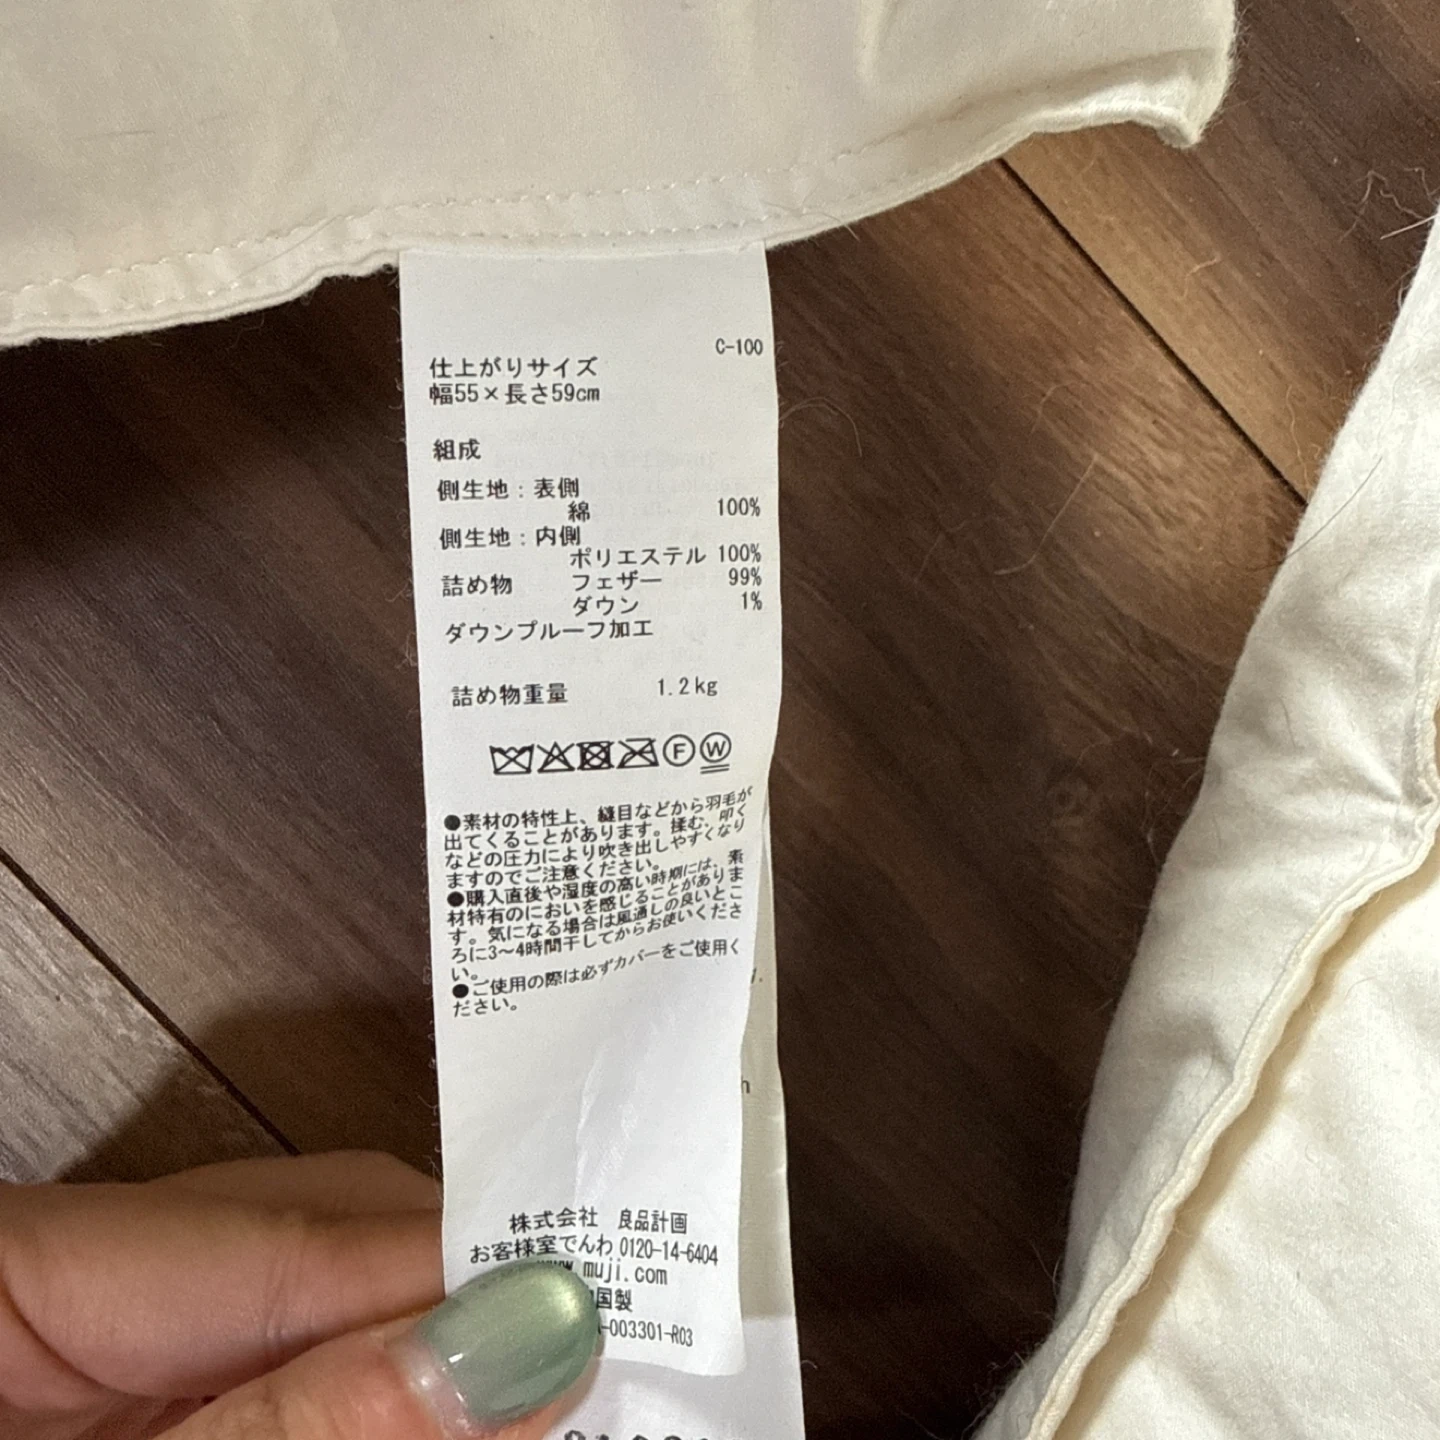 C-100
仕上がりサイズ
幅55×長さ59cm
組成
側生地：表側
綿 100%
側生地：内側
ポリエステル 100%
詰め物 フェザー 99%
ダウン 1%
ダウンプルーフ加工
詰め物重量 1.2kg
F W
●素材の特性上、縫目などから羽毛が
出てくることがあります。揉む、叩く
などの圧力により吹き出しやすくなり
ますのでご注意ください。
●購入直後や湿度の高い時期には、素
材特有のにおいを感じることがありま
す。気になる場合は風通しの良いとこ
ろに3～4時間干してからお使いくださ
い。
●ご使用の際は必ずカバーをご使用く
ださい。
株式会社 良品計画
お客様室でんわ 0120-14-6404
www.muji.com
国製
-003301-R03